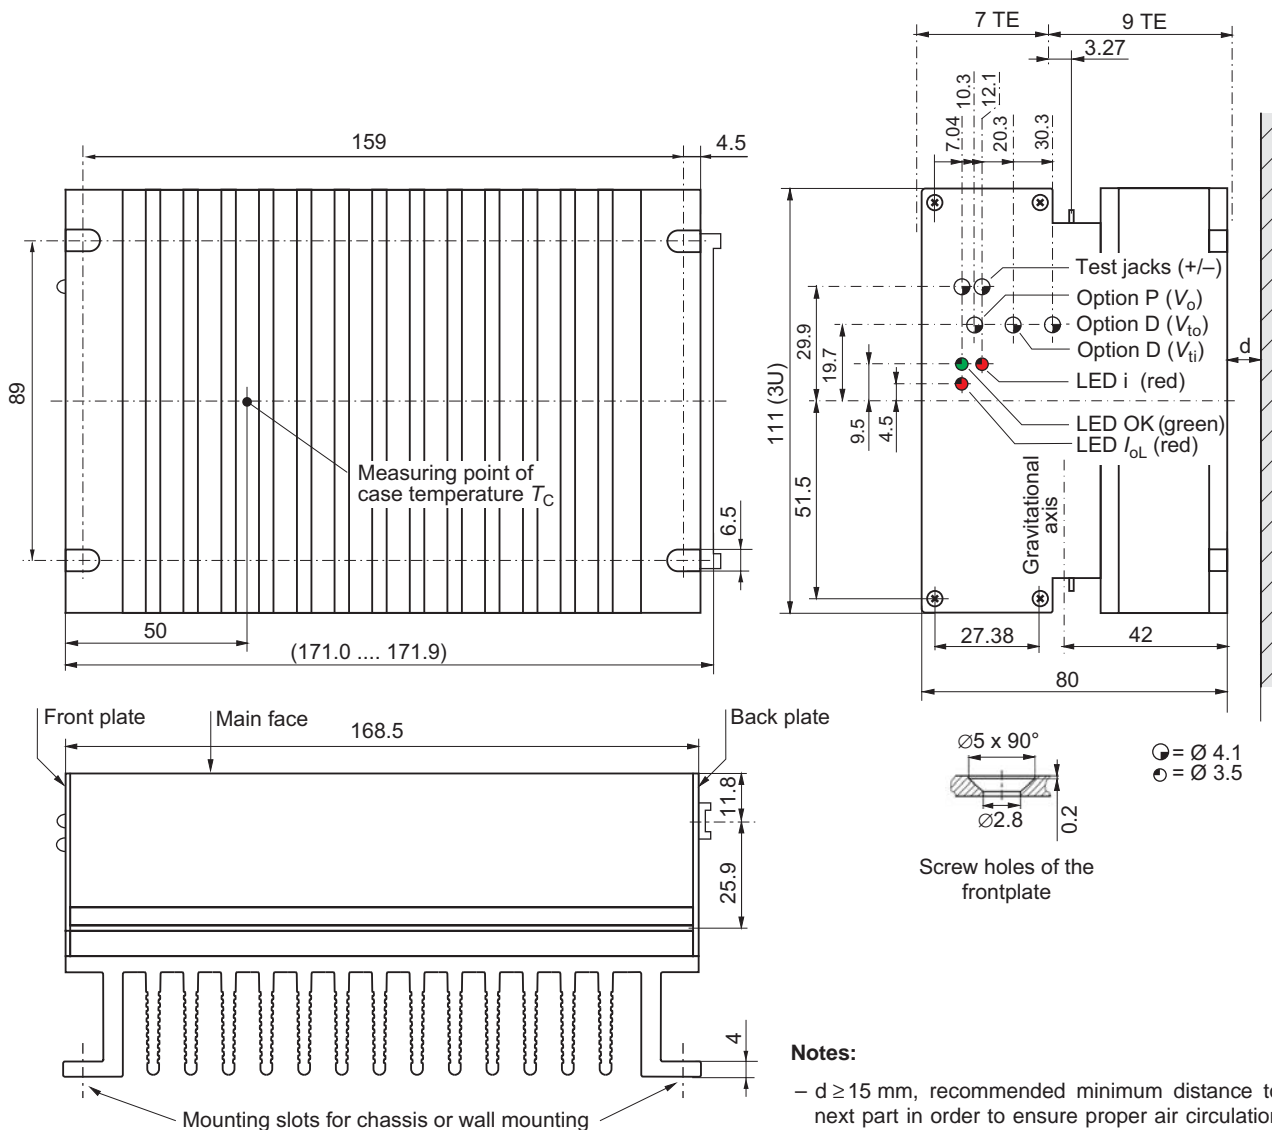 7 TE
9 TE
3.27
10.3
12.1
7.04
20.3
30.3
159
4.5
89
Test jacks (+/–)
Option P (Vo)
Option D (Vto)
Option D (Vti)
LED i (red)
LED OK (green)
LED IoL (red)
d
29.9
19.7
111 (3U)
9.5
4.5
51.5
Gravitational
axis
Measuring point of
case temperature TC
6.5
50
(171.0 .... 171.9)
27.38
42
80
Front plate
Main face
Back plate
168.5
∅5 x 90°
∅2.8
0.2
= Ø 4.1
= Ø 3.5
Screw holes of the
frontplate
11.8
25.9
4
Mounting slots for chassis or wall mounting
Notes:
– d ≥ 15 mm, recommended minimum distance to
next part in order to ensure proper air circulation